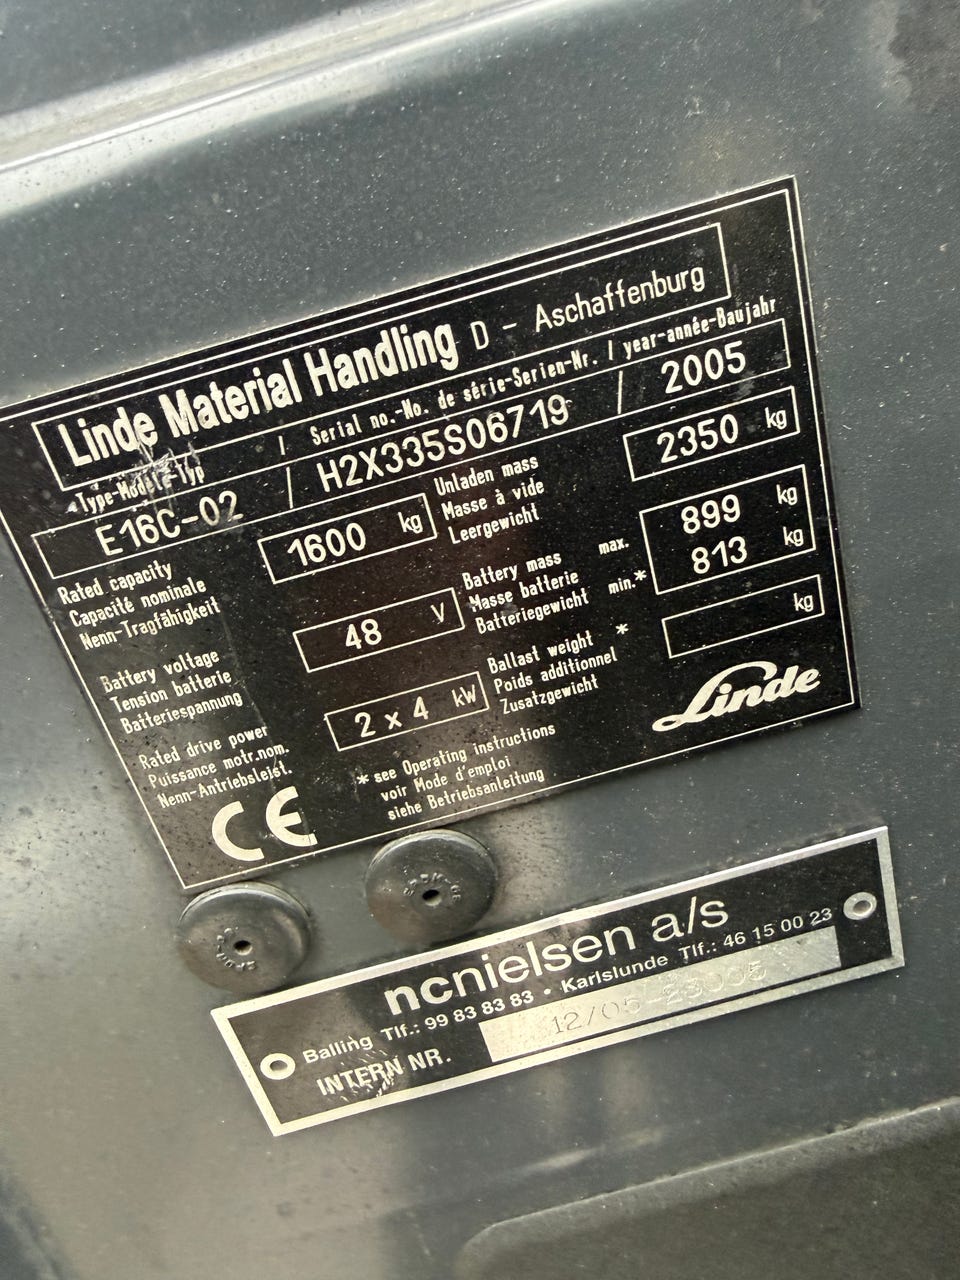 Linde Material Handling D - Aschaffenburg
Type-Modèle-Typ / Serial no.-No. de série-Serien-Nr. / year-année-Baujahr
E16C-02 / H2X335S06719 / 2005
Rated capacity
Capacité nominale
Nenn-Tragfähigkeit
1600 kg
Unladen mass
Masse à vide
Leergewicht
2350 kg
Battery voltage
Tension batterie
Batteriespannung
48 V
Battery mass max.
Masse batterie
Batteriegewicht min.*
899 kg
813 kg
Rated drive power
Puissance motr.nom.
Nenn-Antriebsleist.
2 x 4 kW
Ballast weight *
Poids additionnel
Zusatzgewicht
kg
* see Operating instructions
voir Mode d'emploi
siehe Betriebsanleitung
Linde
CE
ncnielsen a/s
Balling Tlf.: 99 83 83 83 • Karlslunde Tlf.: 46 15 00 23
INTERN NR. 12/05-23005